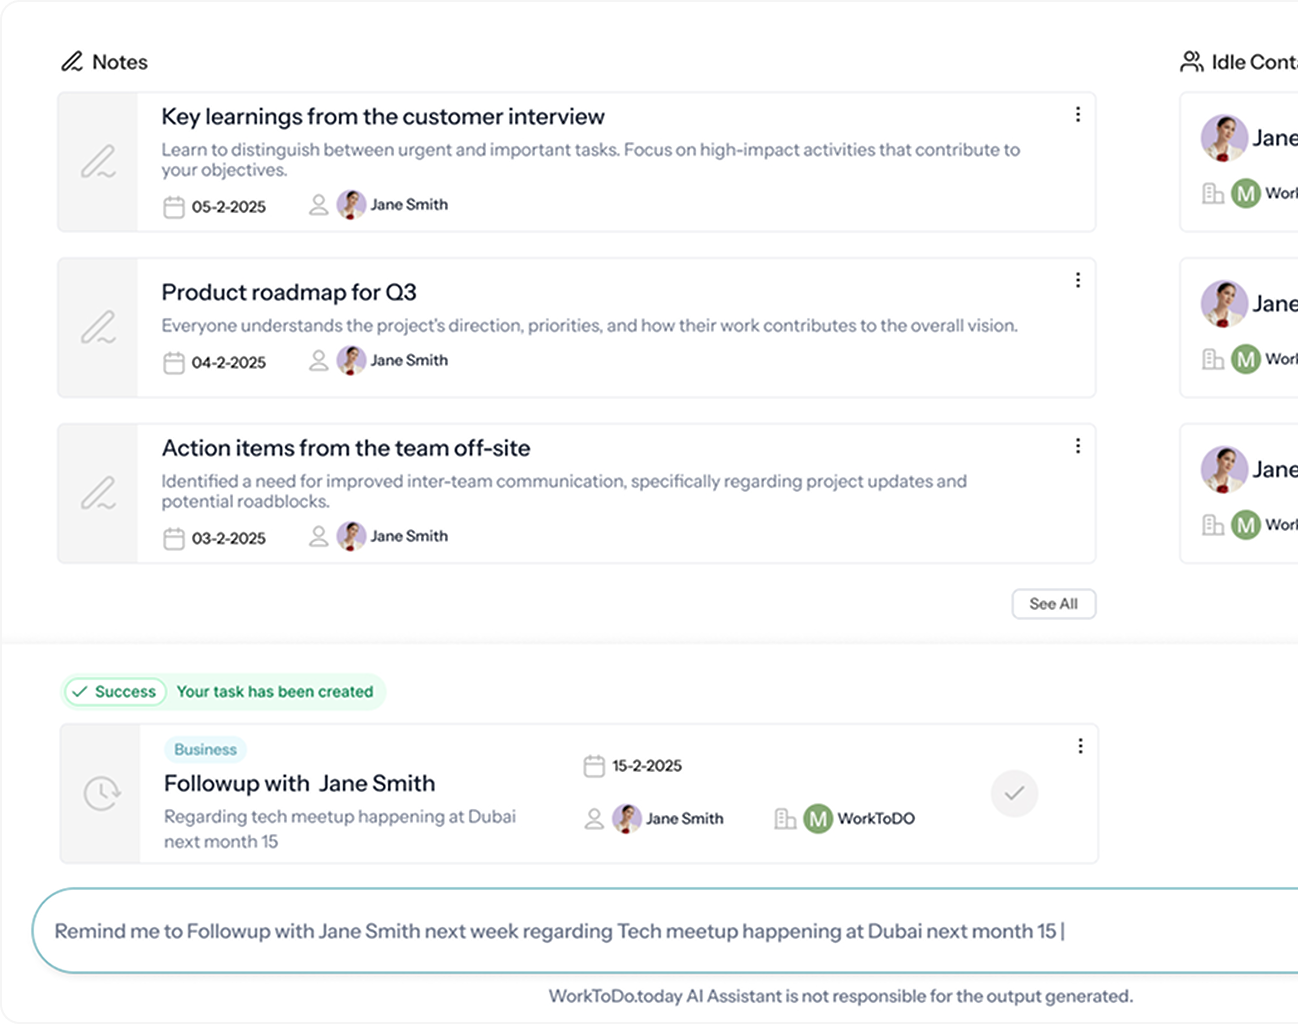 Notes
Key learnings from the customer interview
Learn to distinguish between urgent and important tasks. Focus on high-impact activities that contribute to
your objectives.
05-2-2025 Jane Smith
Product roadmap for Q3
Everyone understands the project's direction, priorities, and how their work contributes to the overall vision.
04-2-2025 Jane Smith
Action items from the team off-site
Identified a need for improved inter-team communication, specifically regarding project updates and
potential roadblocks.
03-2-2025 Jane Smith
See All
Idle Cont
Jane
M Work
Jane
M Work
Jane
M Work
Success Your task has been created
Business
Followup with Jane Smith
Regarding tech meetup happening at Dubai
next month 15
15-2-2025
Jane Smith M WorkToDO
Remind me to Followup with Jane Smith next week regarding Tech meetup happening at Dubai next month 15
WorkToDo.today AI Assistant is not responsible for the output generated.